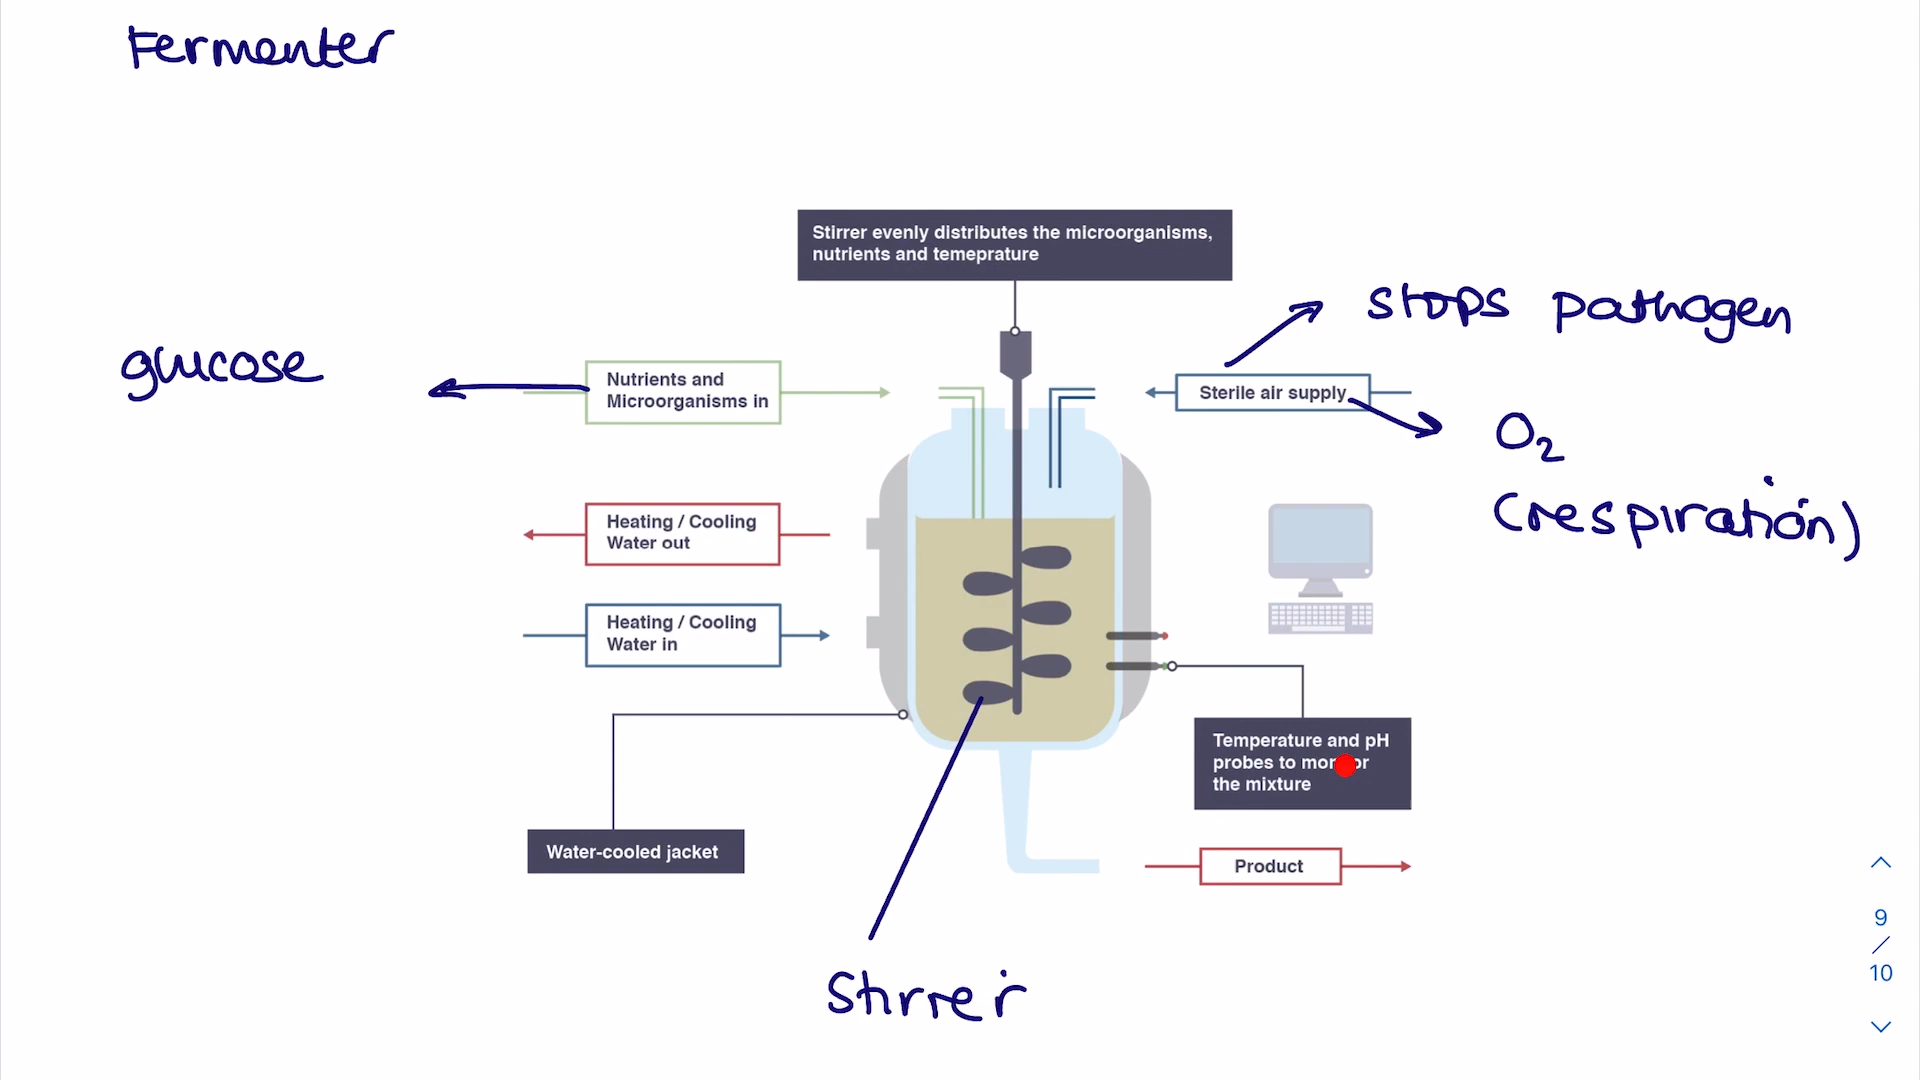 Fermenter
Stirrer evenly distributes the microorganisms,
nutrients and temeprature
stops pathogen
glucose
Nutrients and
Microorganisms in
Sterile air supply
O2
(respiration)
Heating / Cooling
Water out
Heating / Cooling
Water in
Temperature and pH
probes to
the mixture
Water-cooled jacket
Product
Stirrer
9
/
10